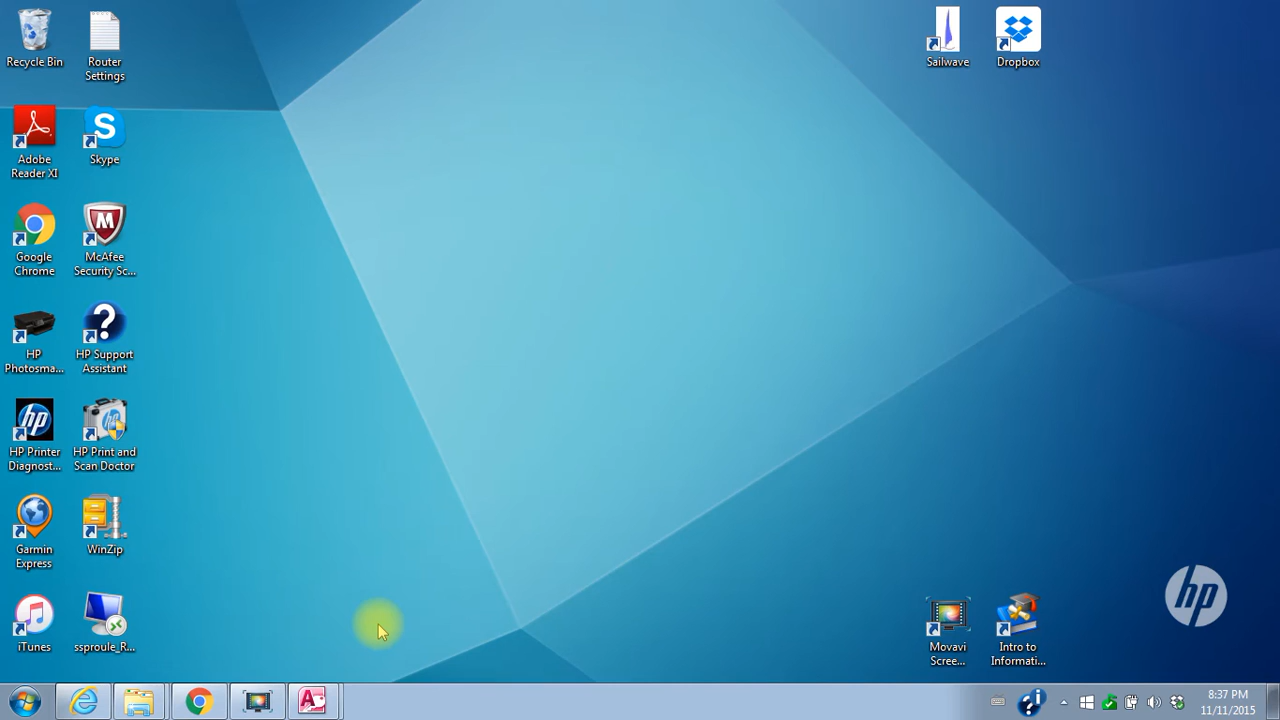 Recycle Bin
Router
Settings
Sailwave
Dropbox
Adobe
Reader XI
Skype
Google
Chrome
McAfee
Security Sc...
HP
Photosma...
HP Support
Assistant
hp
HP Printer
Diagnost...
HP Print and
Scan Doctor
Garmin
Express
WinZip
iTunes
ssproule_R...
Movavi
Scree...
Intro to
Informati...
hp
8:37 PM
11/11/2015